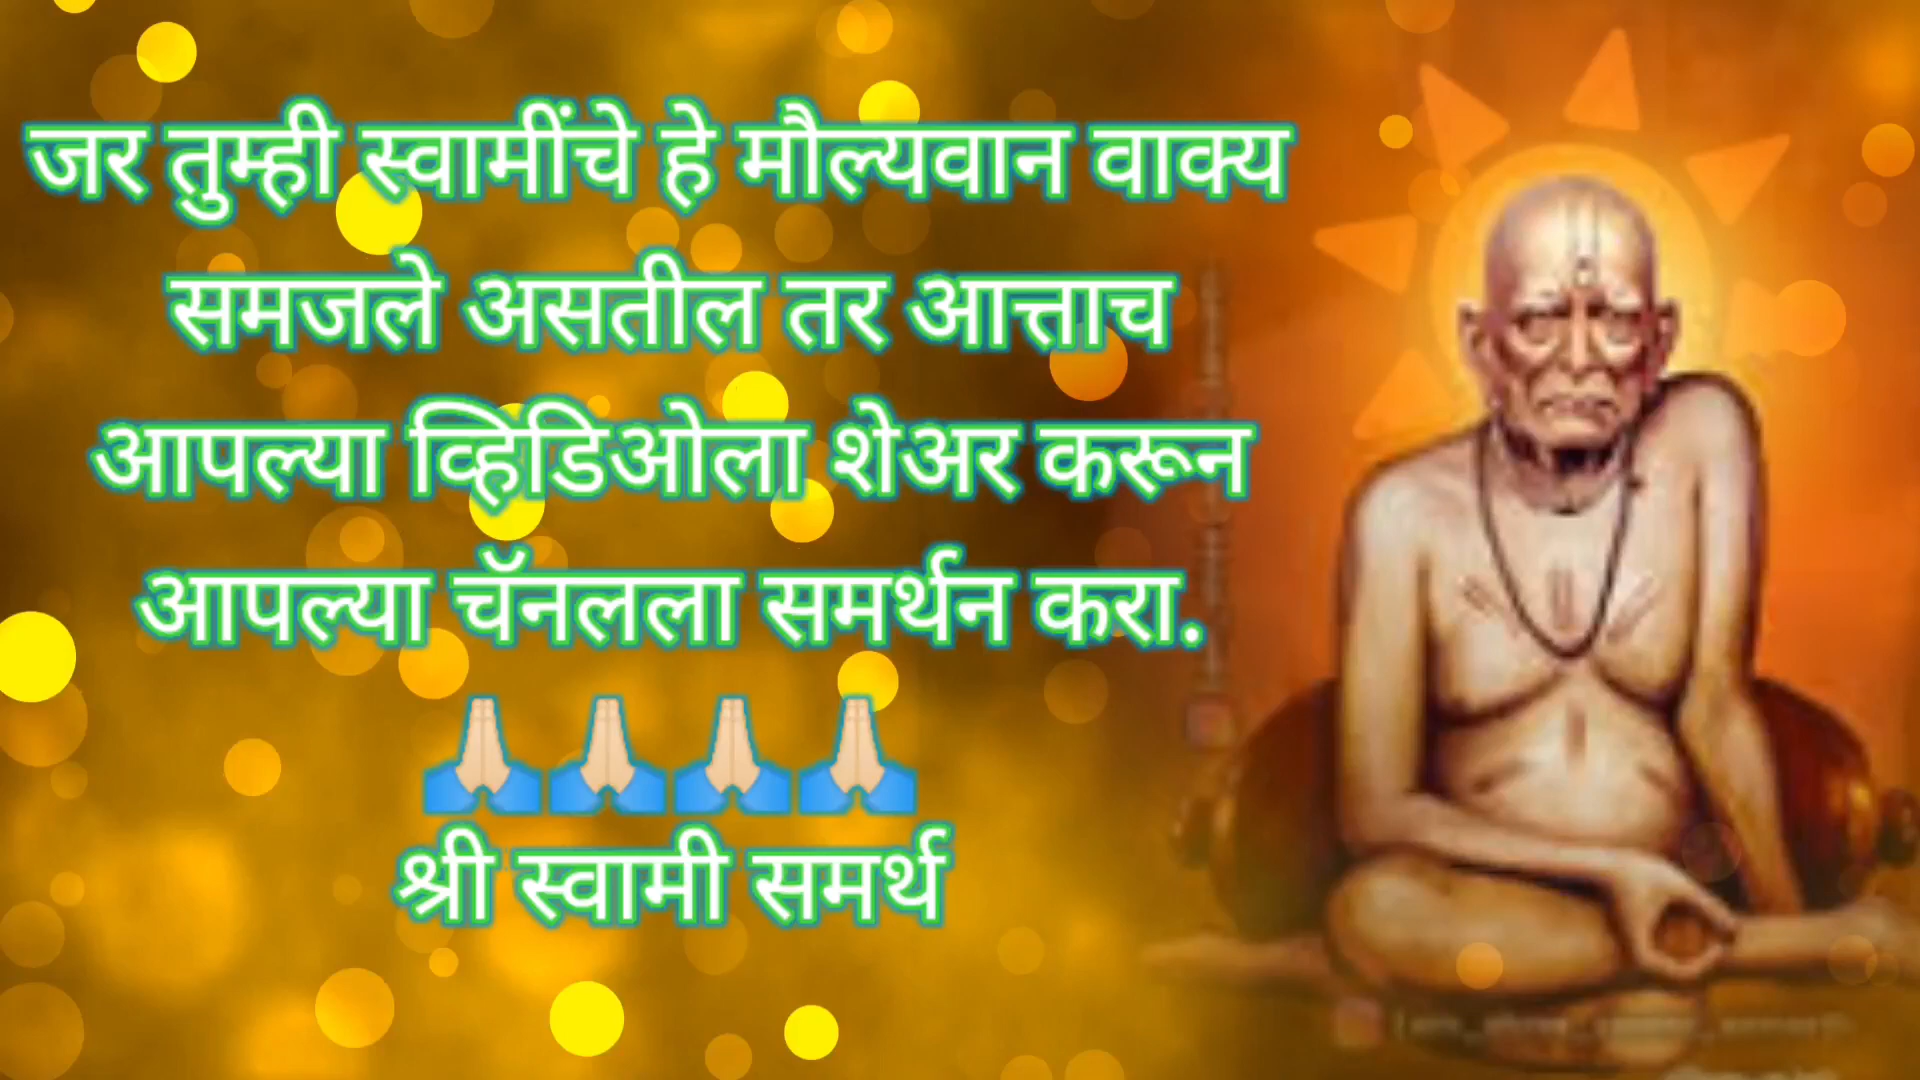 जर तुम्ही स्वामींचे हे मौल्यवान वाक्य
समजले असतील तर आत्ताच
आपल्या व्हिडिओला शेअर करून
आपल्या चॅनलला समर्थन करा.
🙏🏻🙏🏻🙏🏻🙏🏻
श्री स्वामी समर्थ